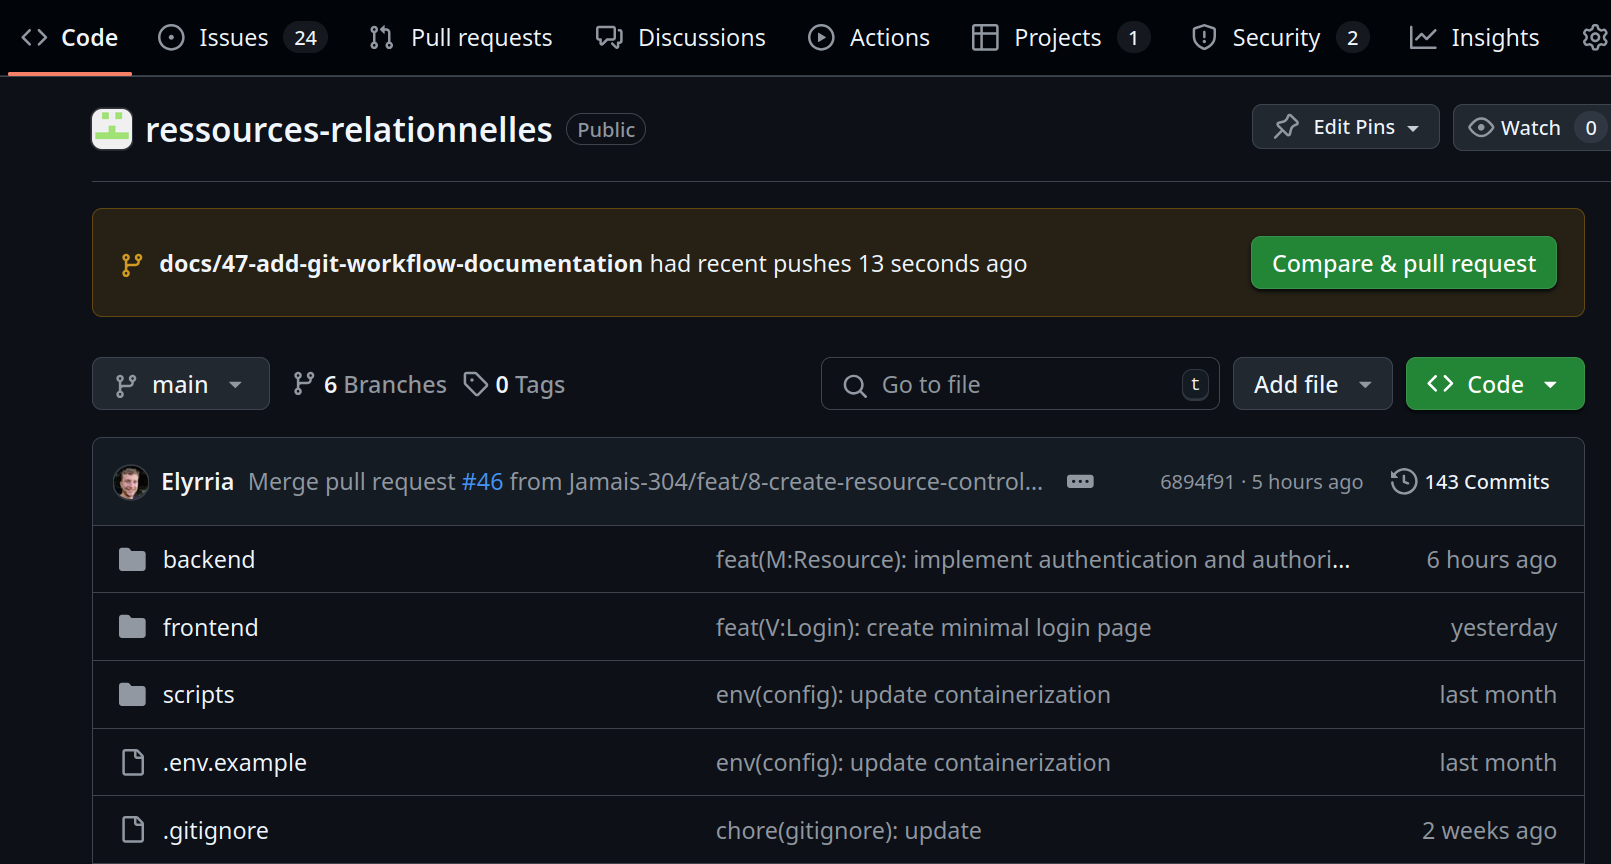 Code Issues 24 Pull requests Discussions Actions Projects 1 Security 2 Insights
ressources-relationnelles Public Edit Pins Watch 0
docs/47-add-git-workflow-documentation had recent pushes 13 seconds ago Compare & pull request
main 6 Branches 0 Tags Go to file t Add file Code
Elyrria Merge pull request #46 from Jamais-304/feat/8-create-resource-control... 6894f91 · 5 hours ago 143 Commits
backend feat(M:Resource): implement authentication and authori... 6 hours ago
frontend feat(V:Login): create minimal login page yesterday
scripts env(config): update containerization last month
.env.example env(config): update containerization last month
.gitignore chore(gitignore): update 2 weeks ago